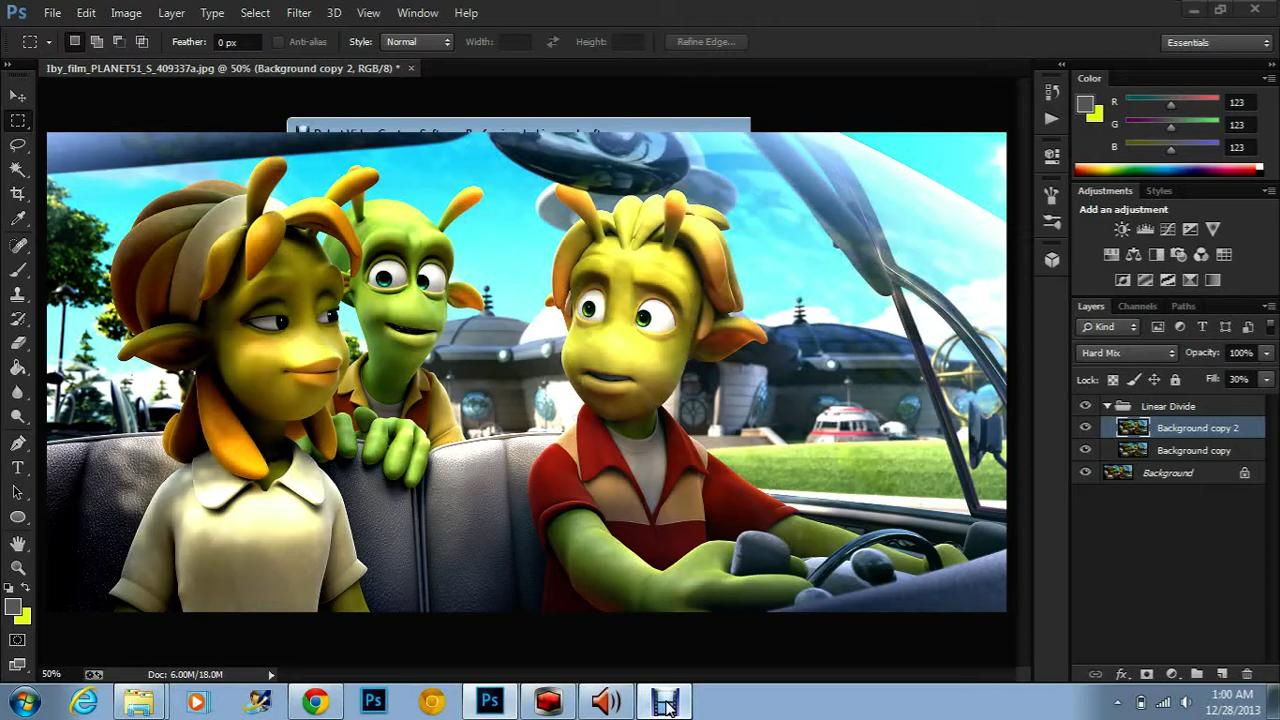 Ps File Edit Image Layer Type Select Filter 3D View Window Help
Feather: 0 px Anti-alias Style: Normal Width: Height: Refine Edge... Essentials
Iby_film_PLANET51_S_409337a.jpg @ 50% (Background copy 2, RGB/8) * ×
Color
R 123
G 123
B 123
Adjustments Styles
Add an adjustment
Layers Channels Paths
Kind
Hard Mix Opacity: 100%
Lock: Fill: 30%
Linear Divide
Background copy 2
Background copy
Background
50% Doc: 6.00M/18.0M
Ps Ps
1:00 AM
12/28/2013